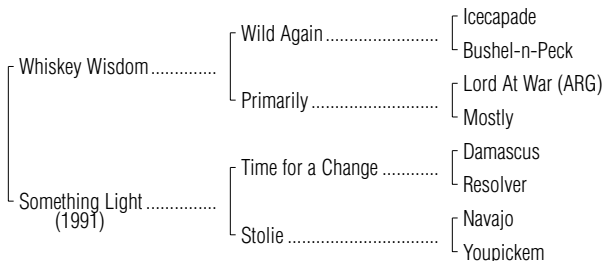 Icecapade
Wild Again
Bushel-n-Peck
Whiskey Wisdom
Lord At War (ARG)
Primarily
Mostly
Damascus
Time for a Change
Resolver
Something Light
(1991)
Navajo
Stolie
Youpickem